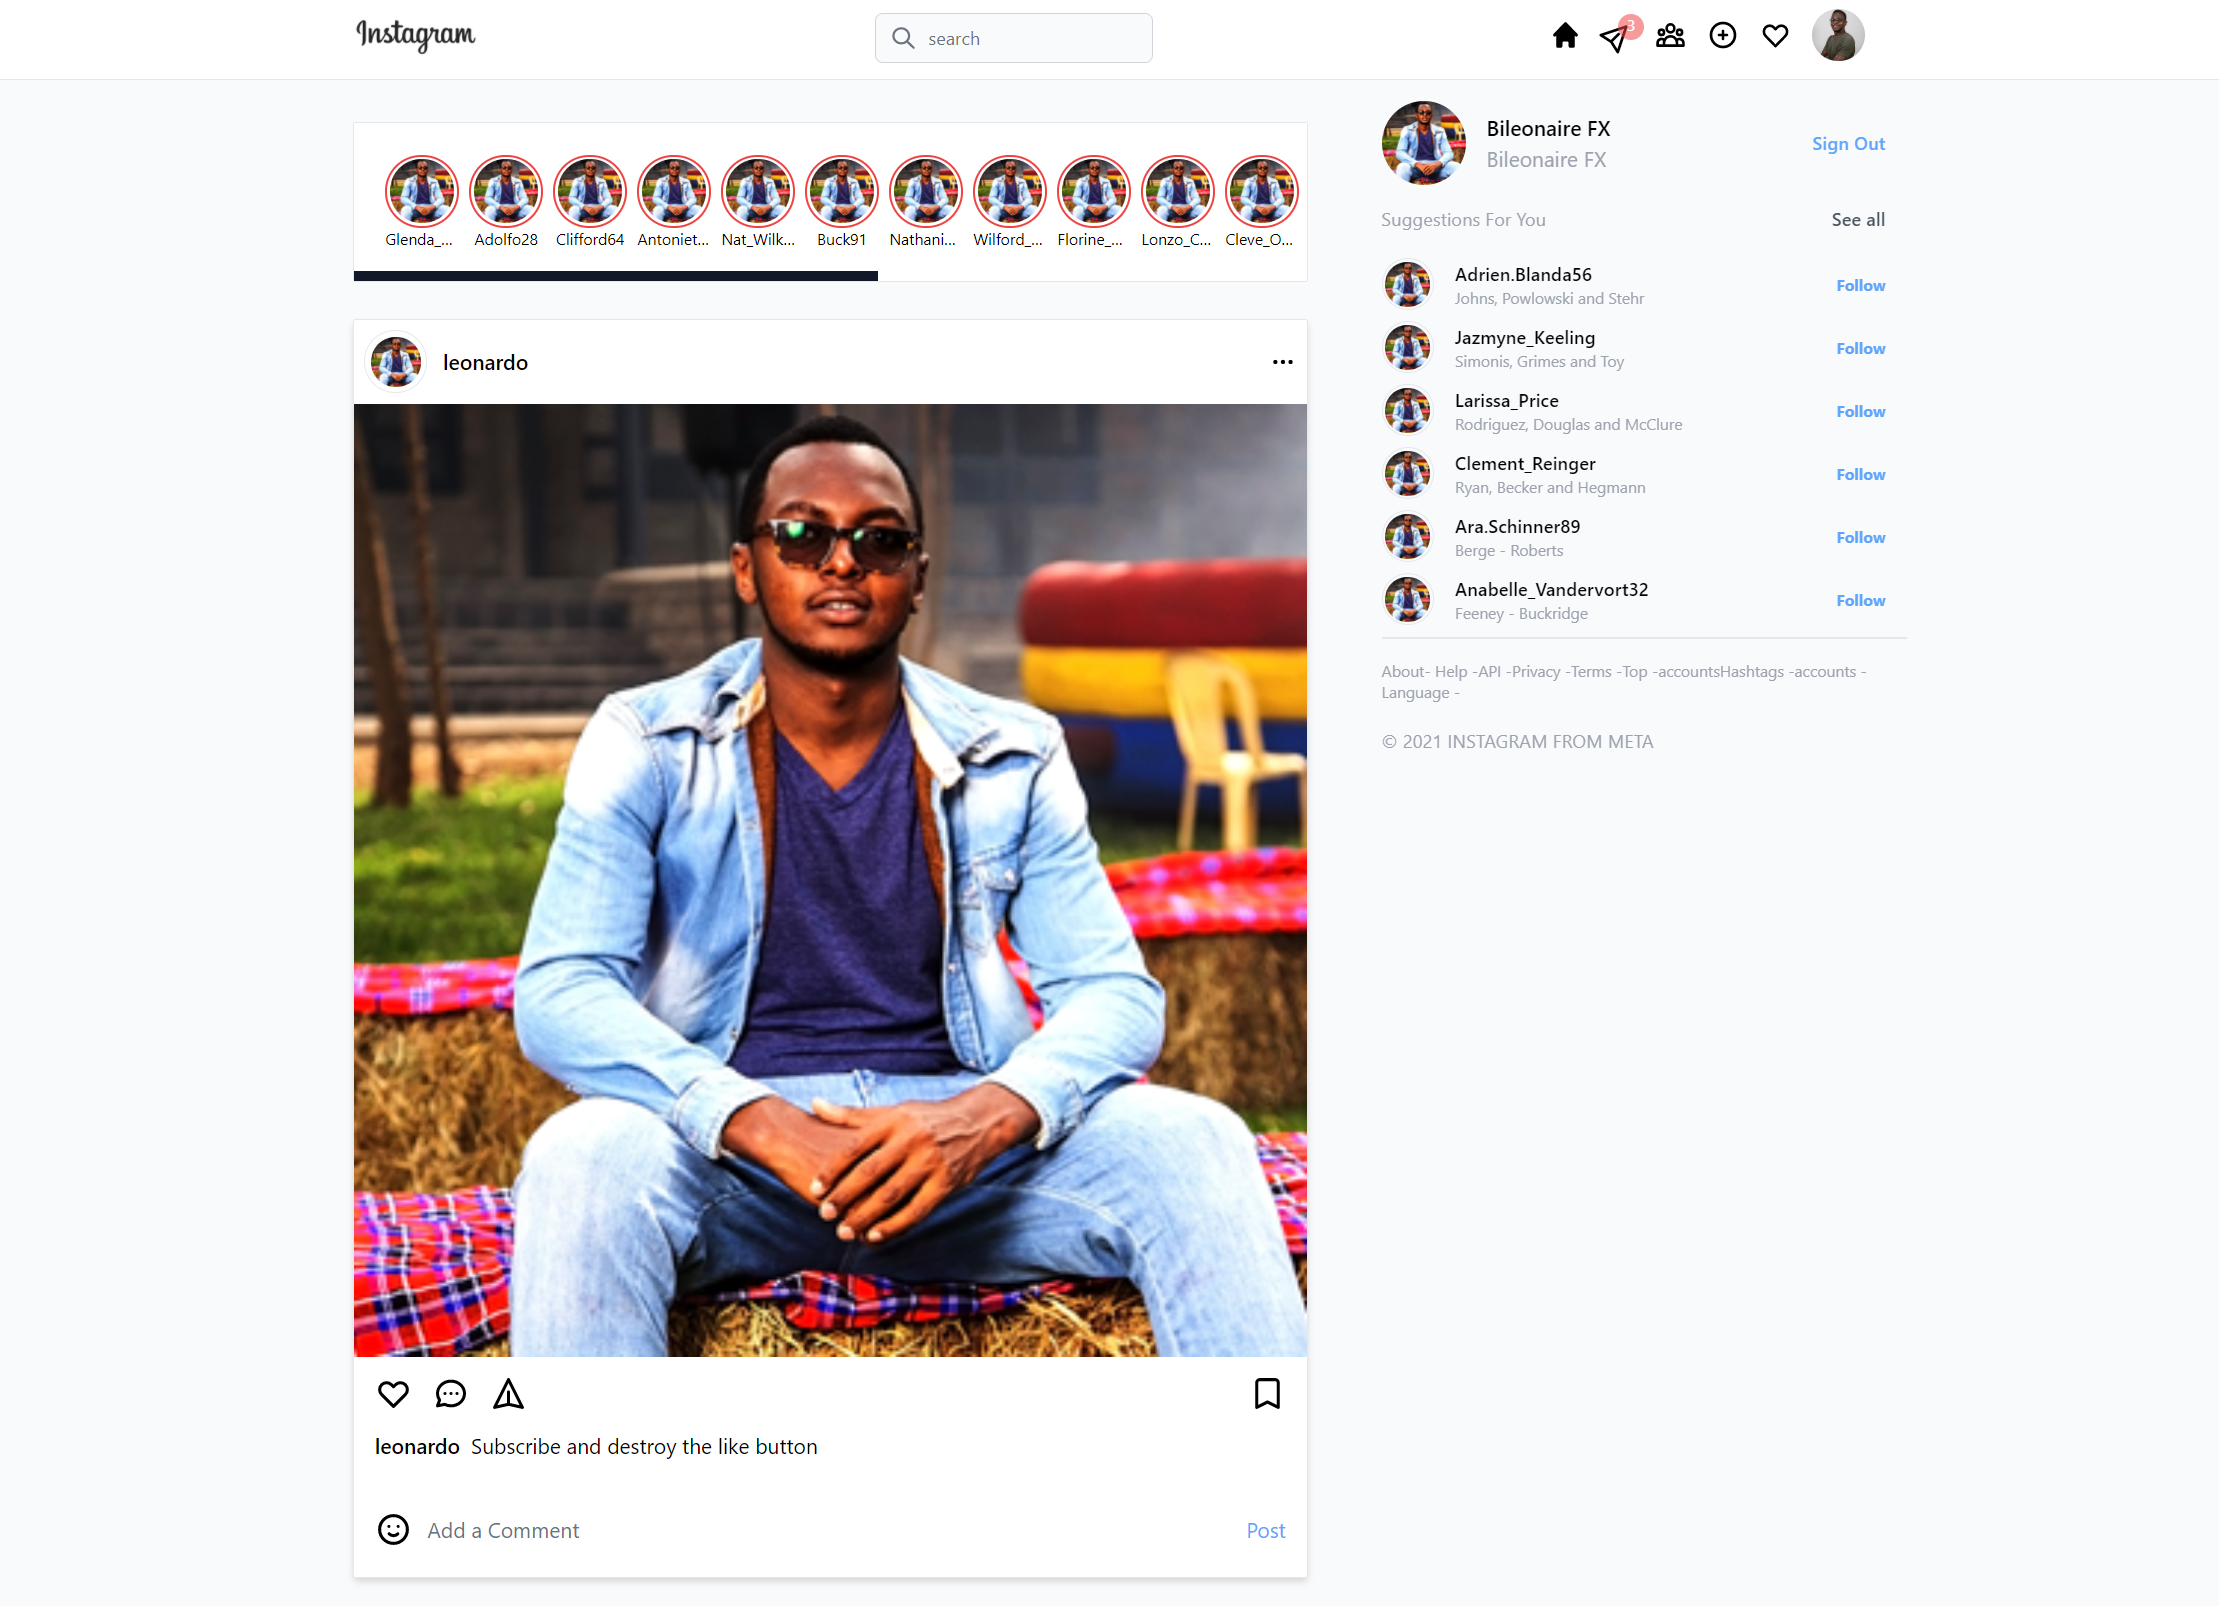 Instagram
search
3
Glenda_...
Adolfo28
Clifford64
Antoniet...
Nat_Wilk...
Buck91
Nathani...
Wilford_...
Florine_...
Lonzo_C...
Cleve_O...
leonardo
leonardo Subscribe and destroy the like button
Add a Comment
Post
Bileonaire FX
Bileonaire FX
Sign Out
Suggestions For You
See all
Adrien.Blanda56
Johns, Powlowski and Stehr
Follow
Jazmyne_Keeling
Simonis, Grimes and Toy
Follow
Larissa_Price
Rodriguez, Douglas and McClure
Follow
Clement_Reinger
Ryan, Becker and Hegmann
Follow
Ara.Schinner89
Berge - Roberts
Follow
Anabelle_Vandervort32
Feeney - Buckridge
Follow
About- Help -API -Privacy -Terms -Top -accountsHashtags -accounts -
Language -
© 2021 INSTAGRAM FROM META